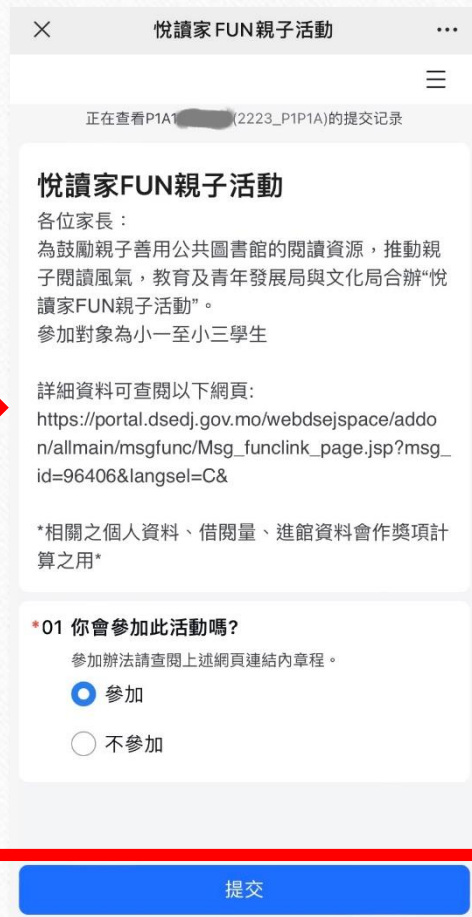 悅讀家FUN親子活動
正在查看P1A1(2223_P1P1A)的提交记录
悅讀家FUN親子活動
各位家長：
為鼓勵親子善用公共圖書館的閱讀資源，推動親
子閱讀風氣，教育及青年發展局與文化局合辦“悅
讀家FUN親子活動”。
參加對象為小一至小三學生
詳細資料可查閱以下網頁:
https://portal.dsedj.gov.mo/webdsejspace/addo
n/allmain/msgfunc/Msg_funclink_page.jsp?msg_
id=96406&langsel=C&
*相關之個人資料、借閱量、進館資料會作獎項計
算之用*
*01 你會參加此活動嗎?
參加辦法請查閱上述網頁連結內章程。
參加
不參加
提交